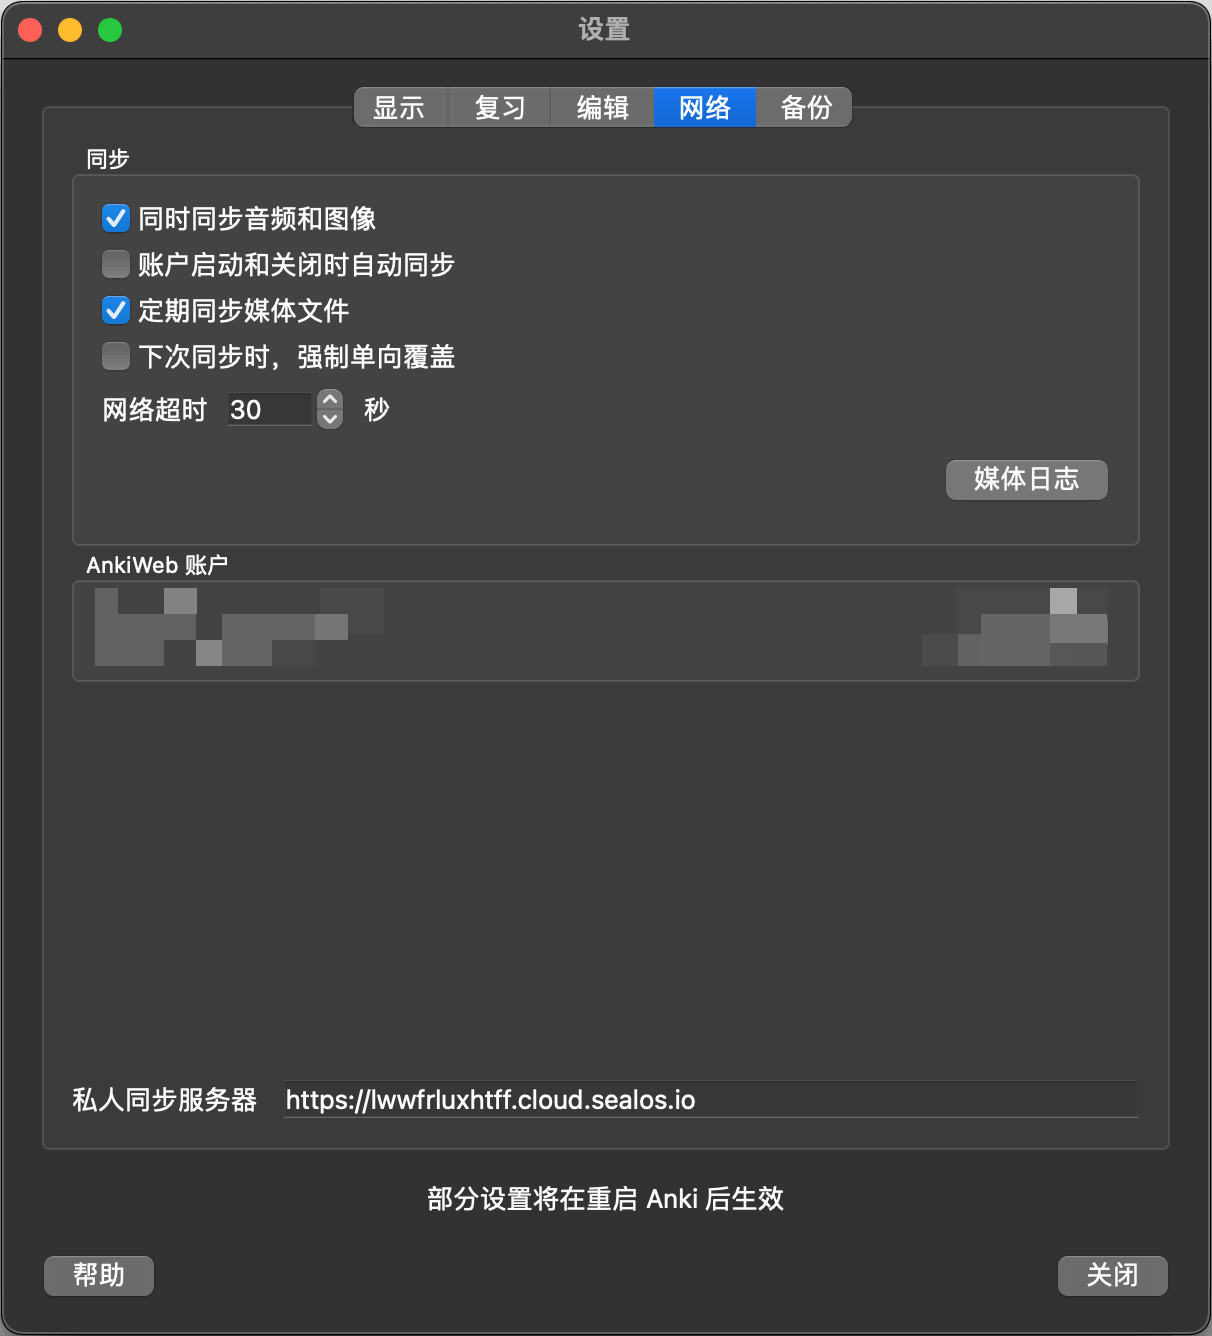 设置
显示 复习 编辑 网络 备份
同步
同时同步音频和图像
账户启动和关闭时自动同步
定期同步媒体文件
下次同步时，强制单向覆盖
网络超时 30 秒
媒体日志
AnkiWeb 账户
私人同步服务器 https://lwwfrluxhtff.cloud.sealos.io
部分设置将在重启 Anki 后生效
帮助 关闭